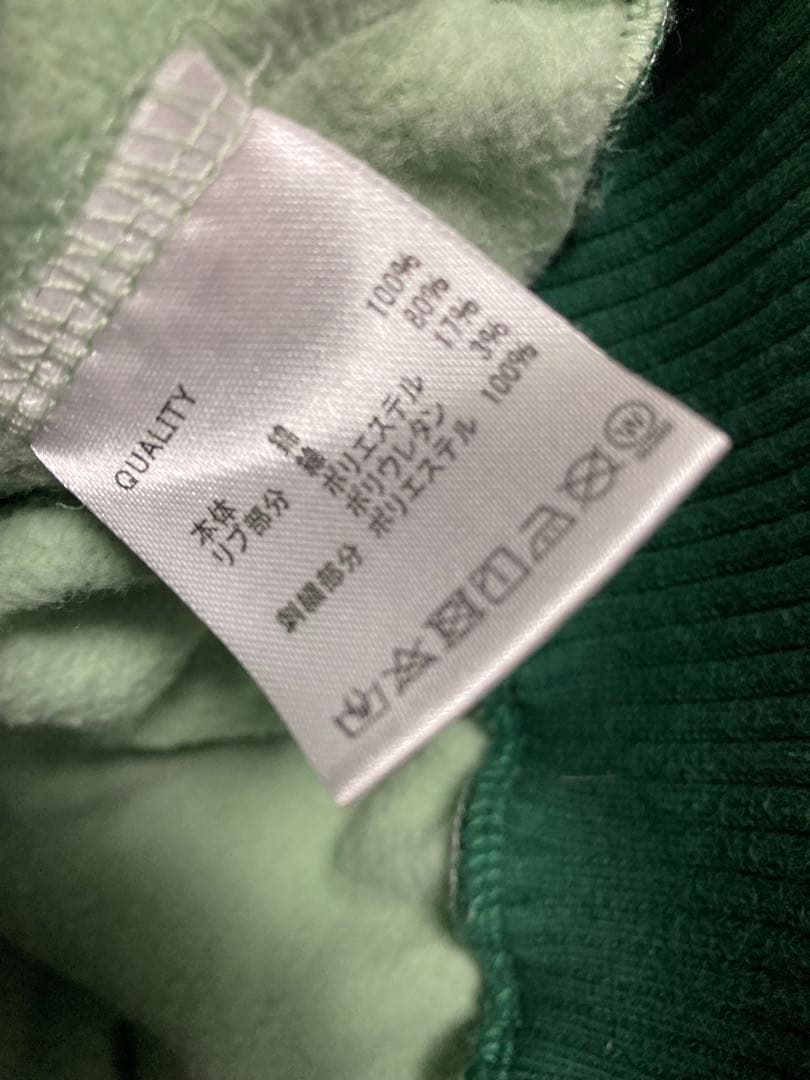 QUALITY
本体 綿 100%
リブ部分 綿 80%
ポリエステル 17%
ポリウレタン 3%
刺繍部分 ポリエステル 100%
W